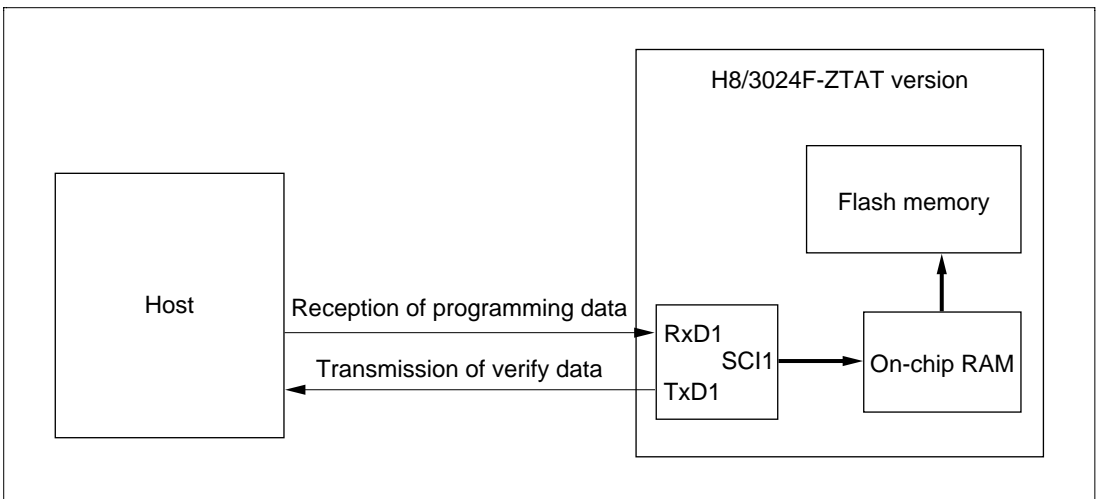 H8/3024F-ZTAT version
Flash memory
Host
Reception of programming data
RxD1
SCI1
On-chip RAM
Transmission of verify data
TxD1